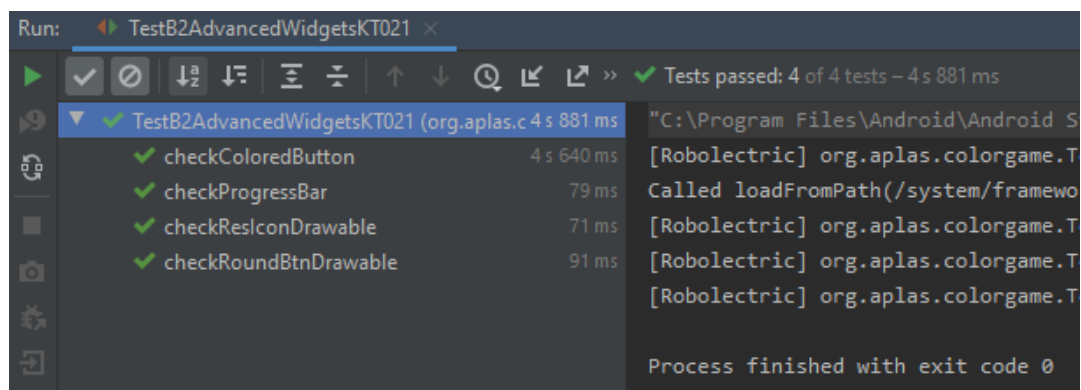 Run: TestB2AdvancedWidgetsKT021
Tests passed: 4 of 4 tests – 4 s 881 ms
TestB2AdvancedWidgetsKT021 (org.aplas.c 4 s 881 ms
checkColoredButton 4 s 640 ms
checkProgressBar 79 ms
checkResIconDrawable 71 ms
checkRoundBtnDrawable 91 ms
"C:\Program Files\Android\Android S
[Robolectric] org.aplas.colorgame.T
Called loadFromPath(/system/framewo
[Robolectric] org.aplas.colorgame.T
[Robolectric] org.aplas.colorgame.T
[Robolectric] org.aplas.colorgame.T
Process finished with exit code 0